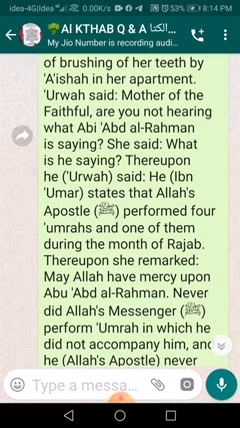 idea-4G|Idea 0.00K/s 53% 8:14 PM
Al KTHAB Q & A
My Jio Number is recording audi...
of brushing of her teeth by
'A'ishah in her apartment.
'Urwah said: Mother of the
Faithful, are you not hearing
what Abi 'Abd al-Rahman
is saying? She said: What
is he saying? Thereupon
he ('Urwah) said: He (Ibn
'Umar) states that Allah's
Apostle (ﷺ) performed four
'umrahs and one of them
during the month of Rajab.
Thereupon she remarked:
May Allah have mercy upon
Abu 'Abd al-Rahman. Never
did Allah's Messenger (ﷺ)
perform 'Umrah in which he
did not accompany him, and
he (Allah's Apostle) never
Type a messa...